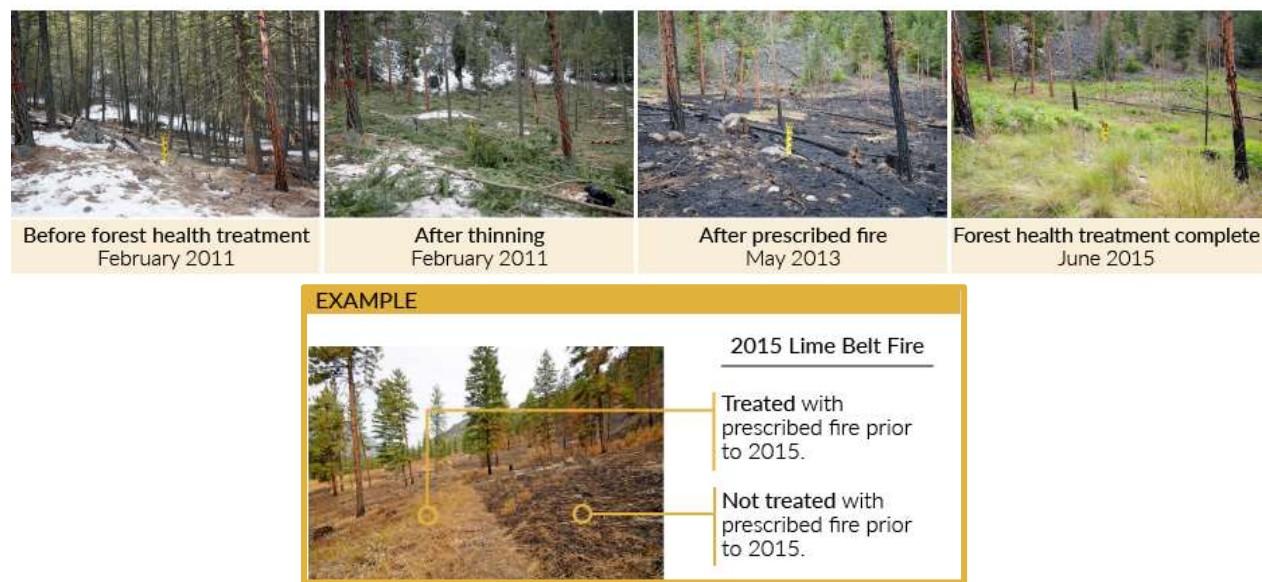 Before forest health treatment
February 2011
After thinning
February 2011
After prescribed fire
May 2013
Forest health treatment complete
June 2015
EXAMPLE
2015 Lime Belt Fire
Treated with
prescribed fire prior
to 2015.
Not treated with
prescribed fire prior
to 2015.